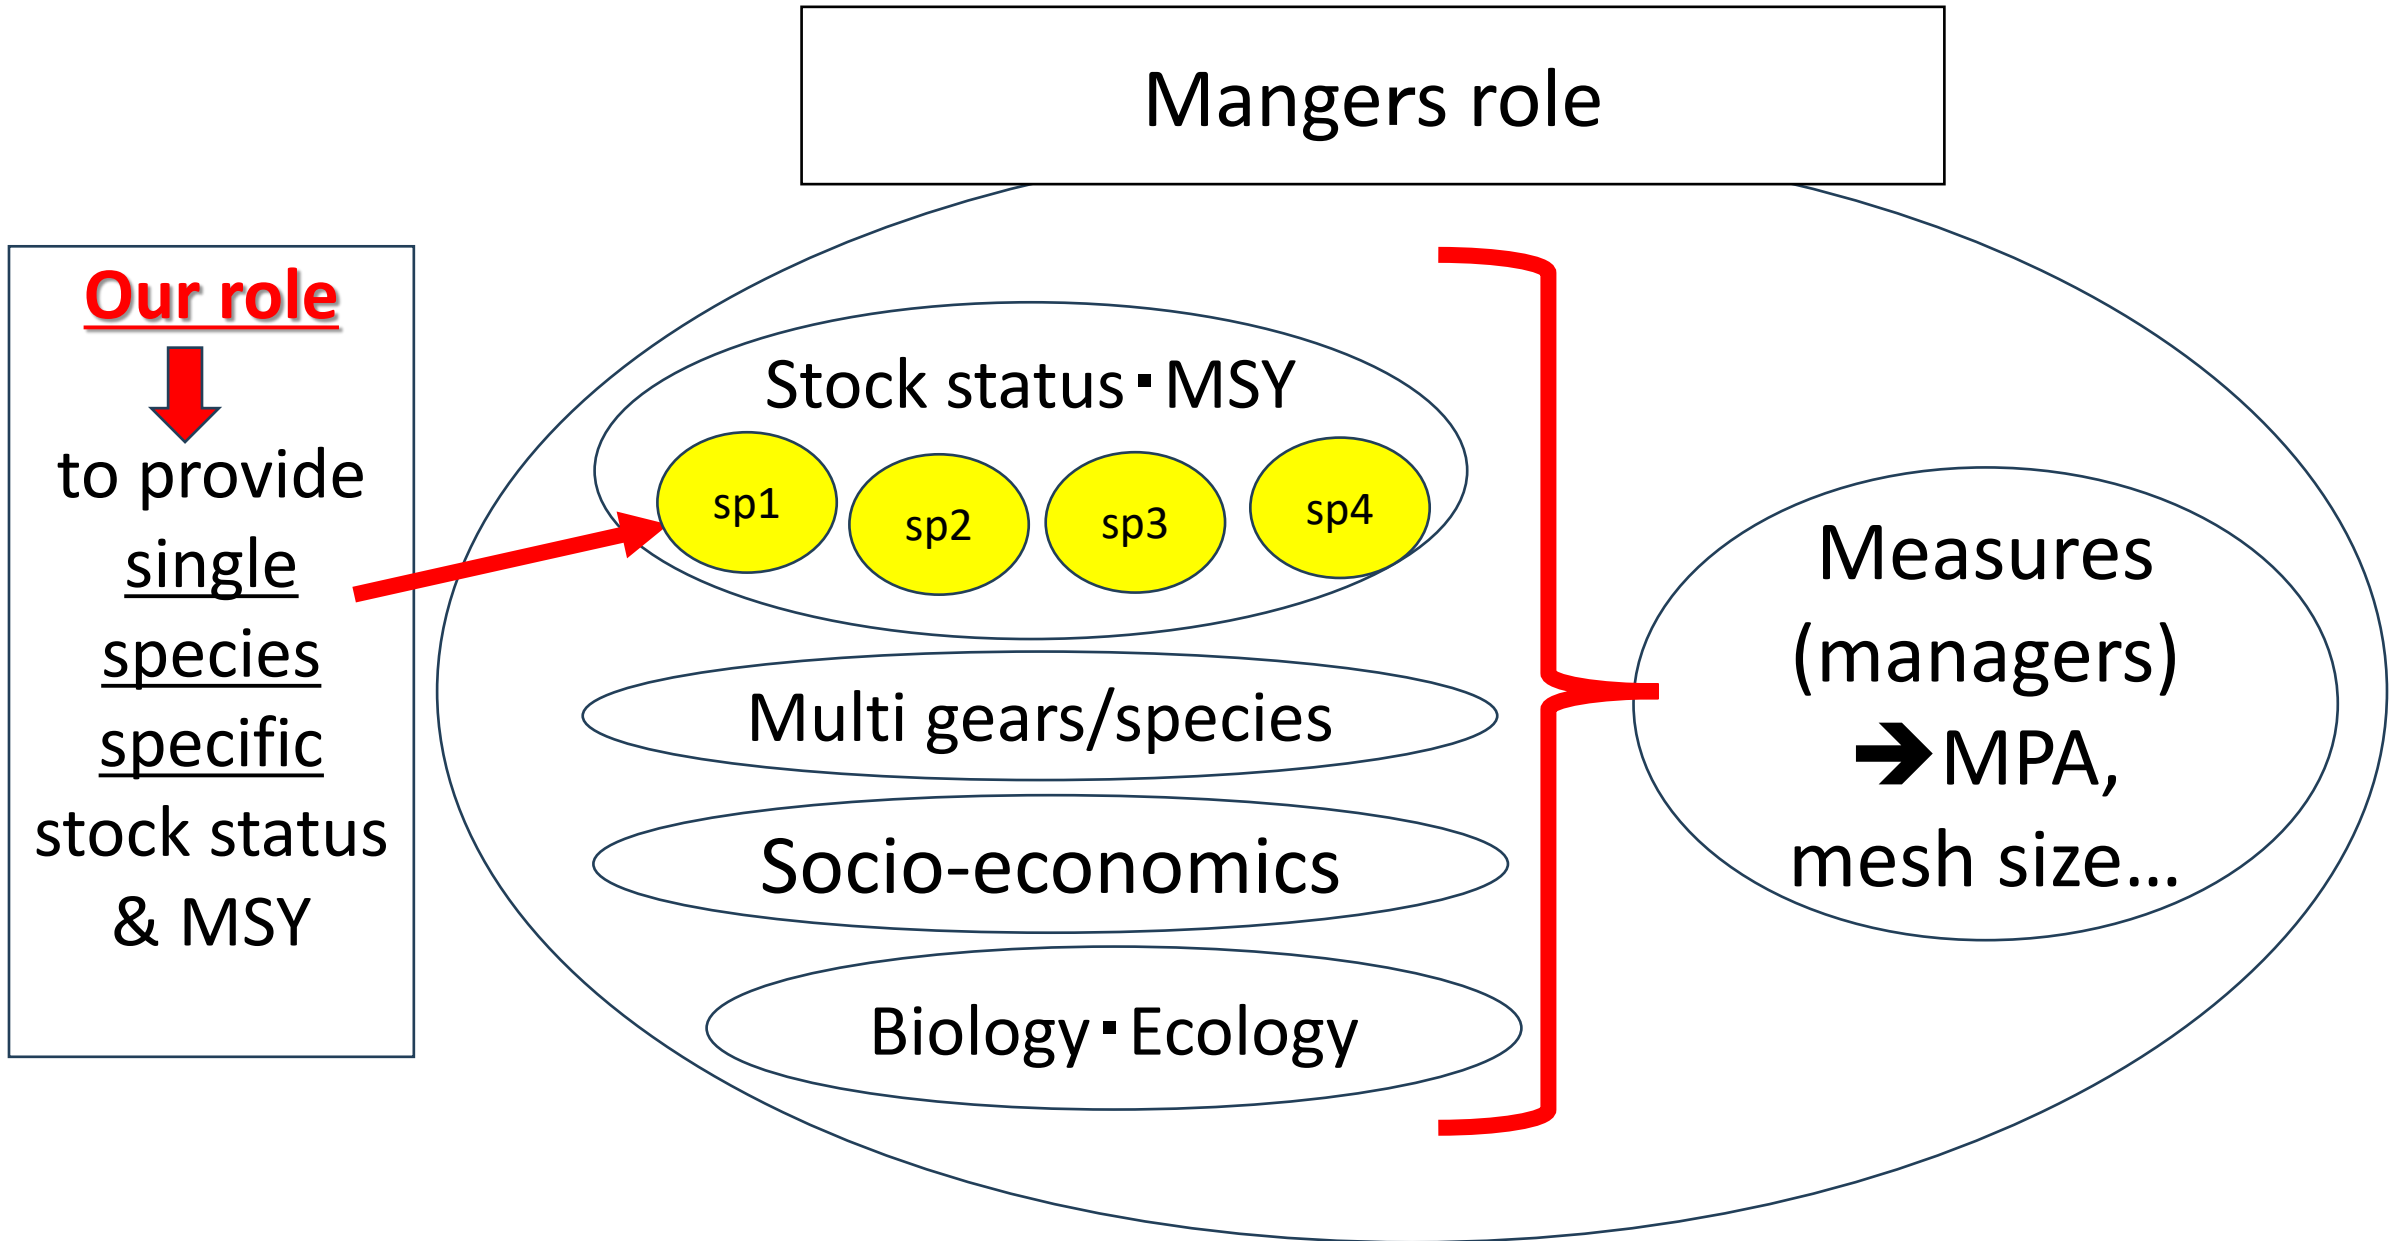 Mangers role
Our role
to provide
single
species
specific
stock status
& MSY
Stock status・MSY
sp1
sp2
sp3
sp4
Multi gears/species
Socio-economics
Biology・Ecology
Measures
(managers)
➔MPA,
mesh size...